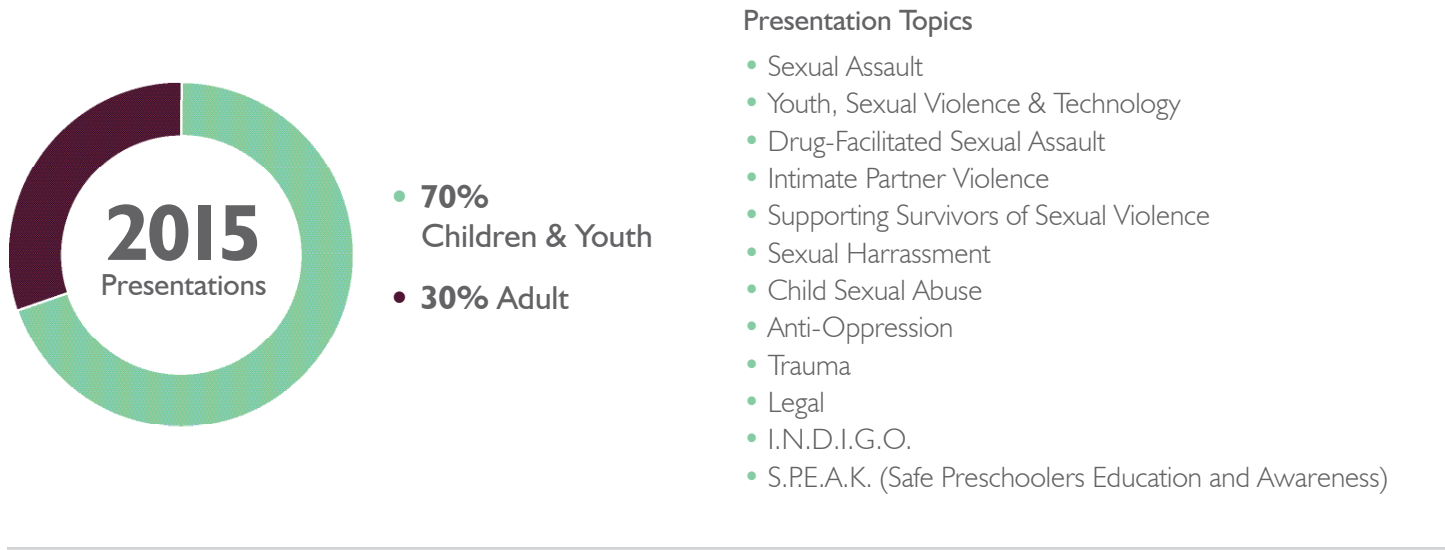 2015
Presentations
• 70%
Children & Youth
• 30% Adult
Presentation Topics
• Sexual Assault
• Youth, Sexual Violence & Technology
• Drug-Facilitated Sexual Assault
• Intimate Partner Violence
• Supporting Survivors of Sexual Violence
• Sexual Harrassment
• Child Sexual Abuse
• Anti-Oppression
• Trauma
• Legal
• I.N.D.I.G.O.
• S.P.E.A.K. (Safe Preschoolers Education and Awareness)